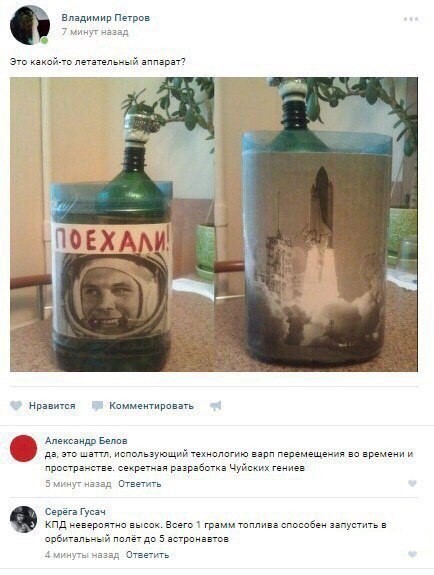 Владимир Петров
7 минут назад
Это какой-то летательный аппарат?
ПОЕХАЛИ!
Нравится
Комментировать
Александр Белов
да, это шаттл, использующий технологию варп перемещения во времени и
пространстве. секретная разработка Чуйских гениев
5 минут назад Ответить
Серёга Гусач
КПД невероятно высок. Всего 1 грамм топлива способен запустить в
орбитальный полёт до 5 астронавтов
4 минуты назад Ответить